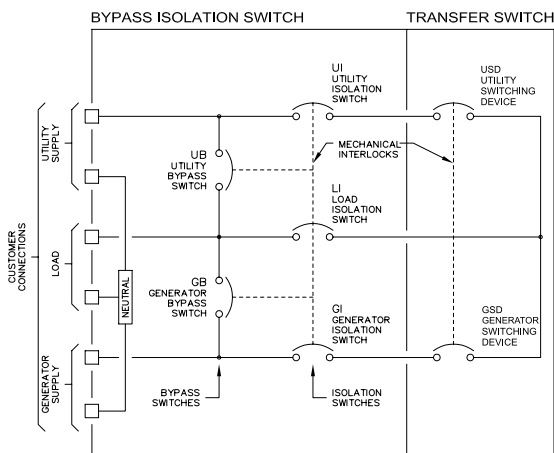 BYPASS ISOLATION SWITCH
TRANSFER SWITCH
UI
UTILITY
ISOLATION
SWITCH
USD
UTILITY
SWITCHING
DEVICE
CUSTOMER
CONNECTIONS
UTILITY
SUPPLY
UB
UTILITY
BYPASS
SWITCH
MECHANICAL
INTERLOCKS
LI
LOAD
ISOLATION
SWITCH
LOAD
NEUTRAL
GB
GENERATOR
BYPASS
SWITCH
GI
GENERATOR
ISOLATION
SWITCH
GSD
GENERATOR
SWITCHING
DEVICE
GENERATOR
SUPPLY
BYPASS
SWITCHES
ISOLATION
SWITCHES